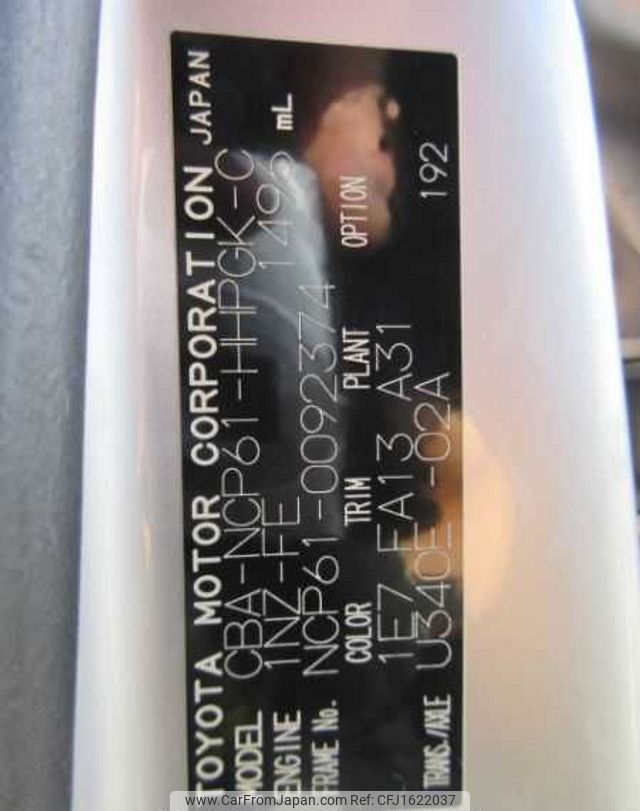 TOYOTA MOTOR CORPORATION JAPAN
MODEL CBA-NCP61-HHPGK-C
ENGINE 1NZ-FE 1496 mL
FRAME No. NCP61-0092374
COLOR TRIM PLANT OPTION
1E7 FA13 A31
TRANS./AXLE U340E -02A 192
www.CarFromJapan.com Ref: CFJ1622037